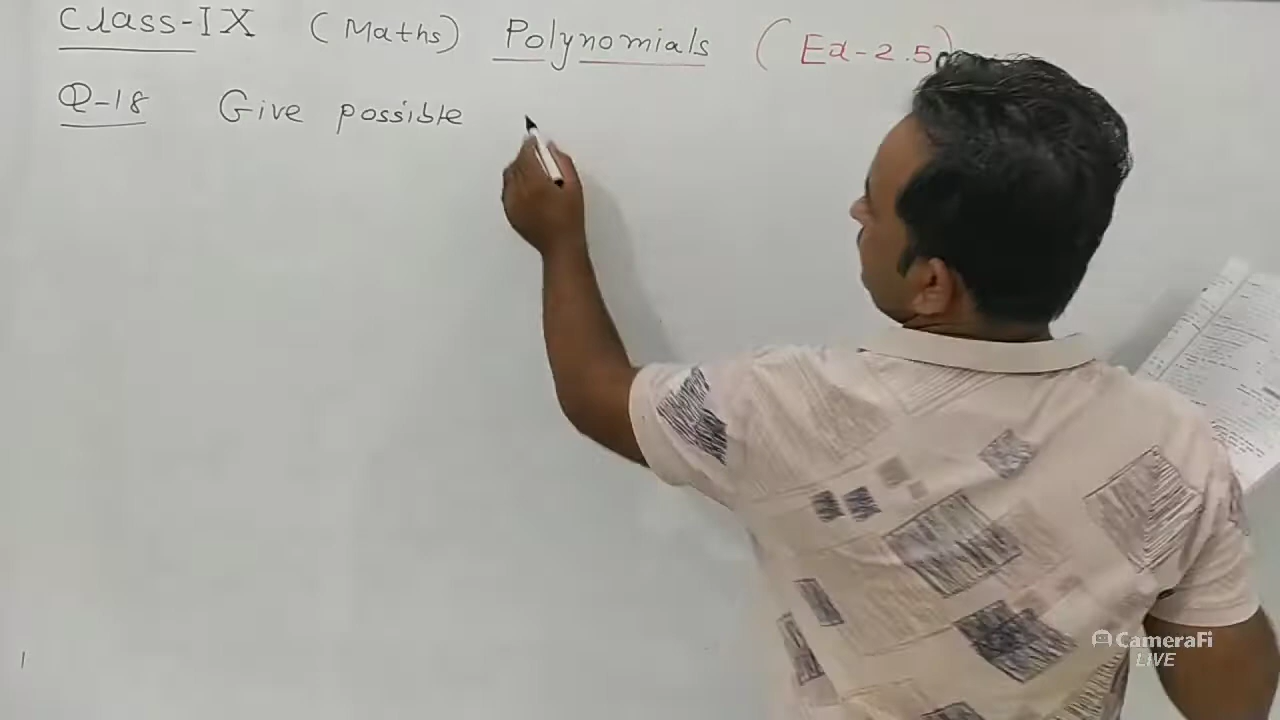 Class-IX (Maths) Polynomials (Ex-2.5)
Q-18 Give possible
CameraFi
LIVE